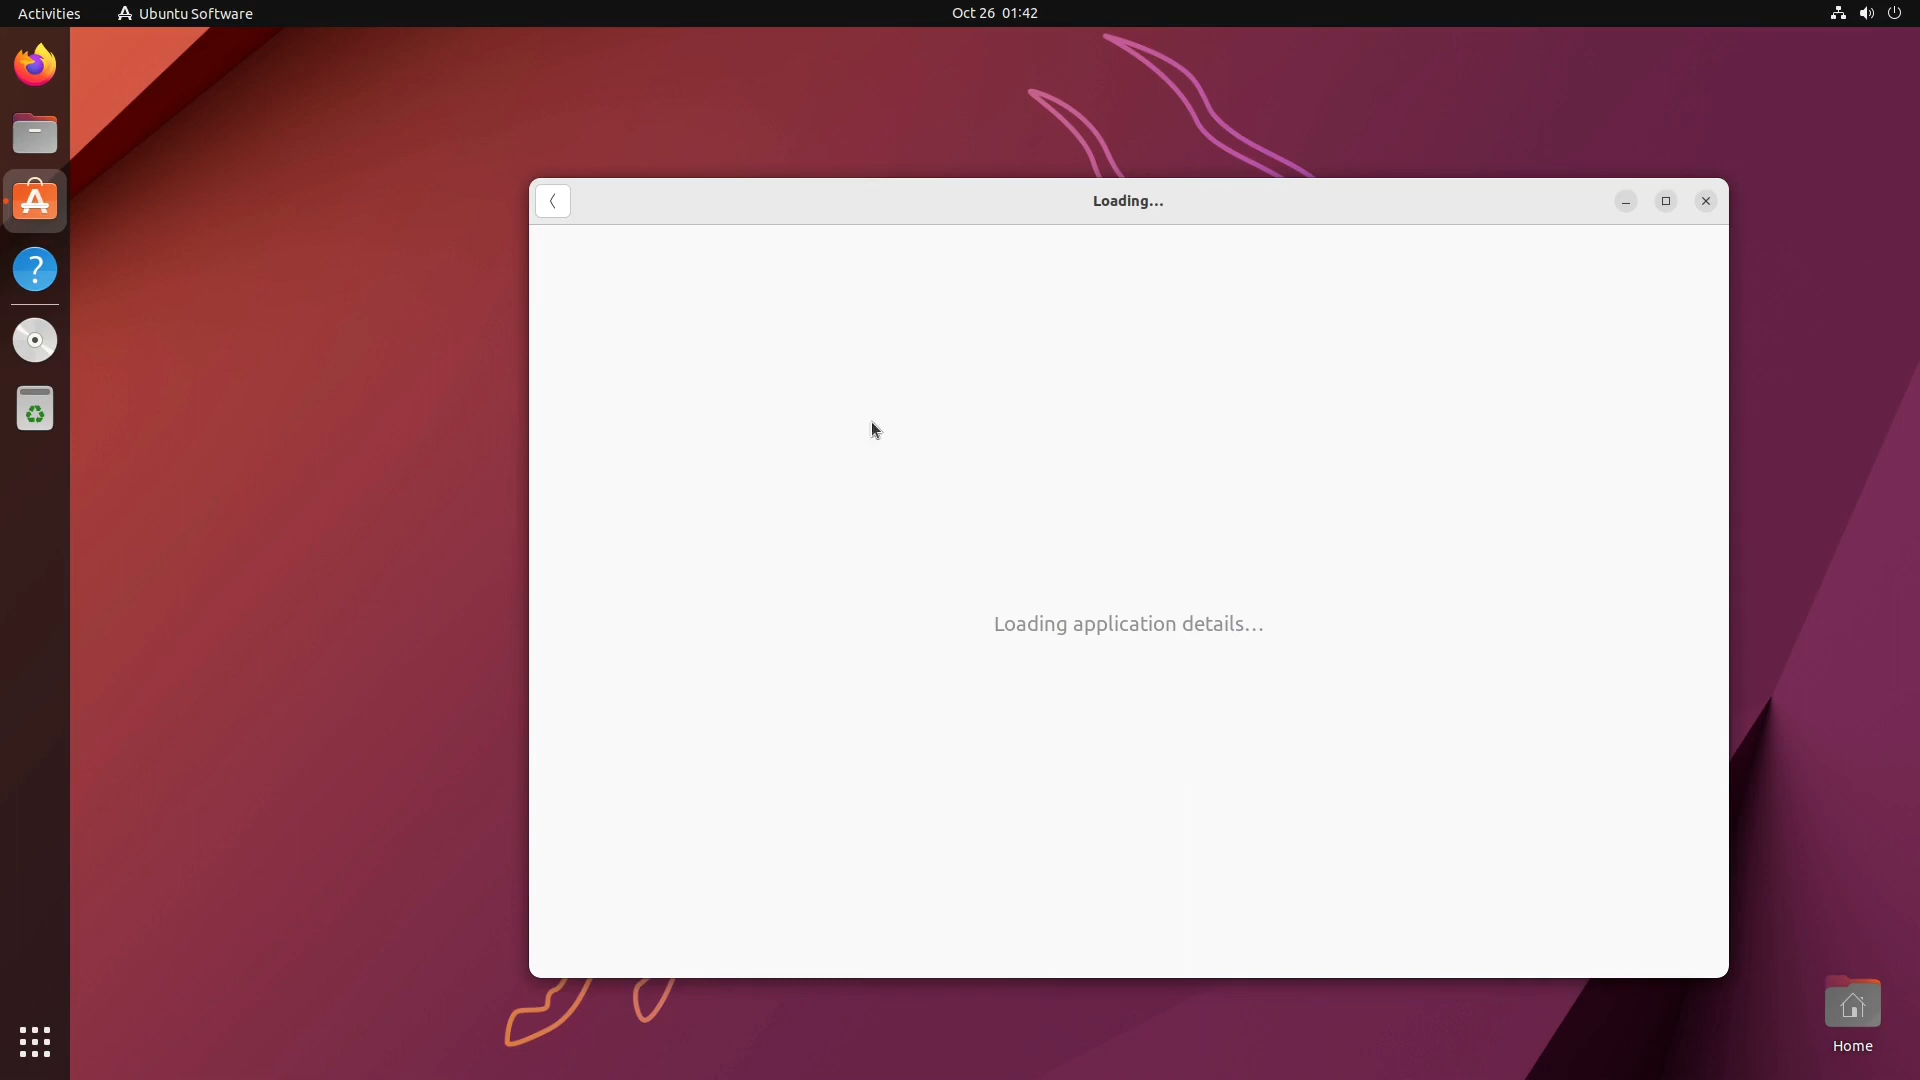 Activities
Ubuntu Software
Oct 26 01:42
Loading...
Loading application details...
Home